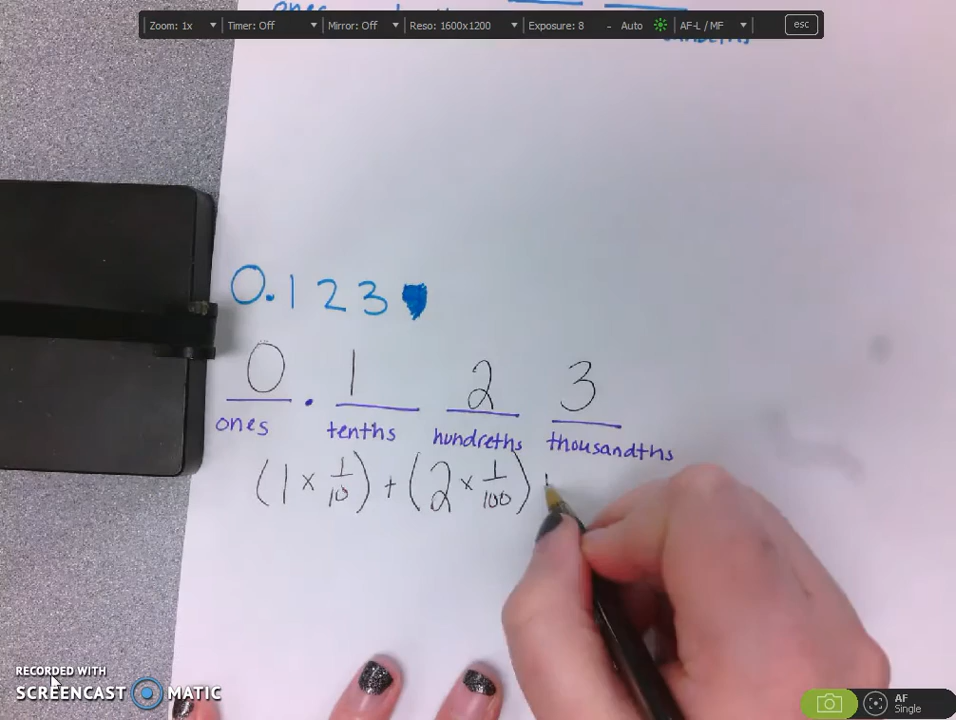 Zoom: 1x Timer: Off Mirror: Off Reso: 1600x1200 Exposure: 8 - Auto AF-L / MF esc
ones
0.123
0 . 1 2 3
ones tenths hundreths thousandths
(1 × 1/10) + (2 × 1/100)
RECORDED WITH
SCREENCAST MATIC
AF
Single